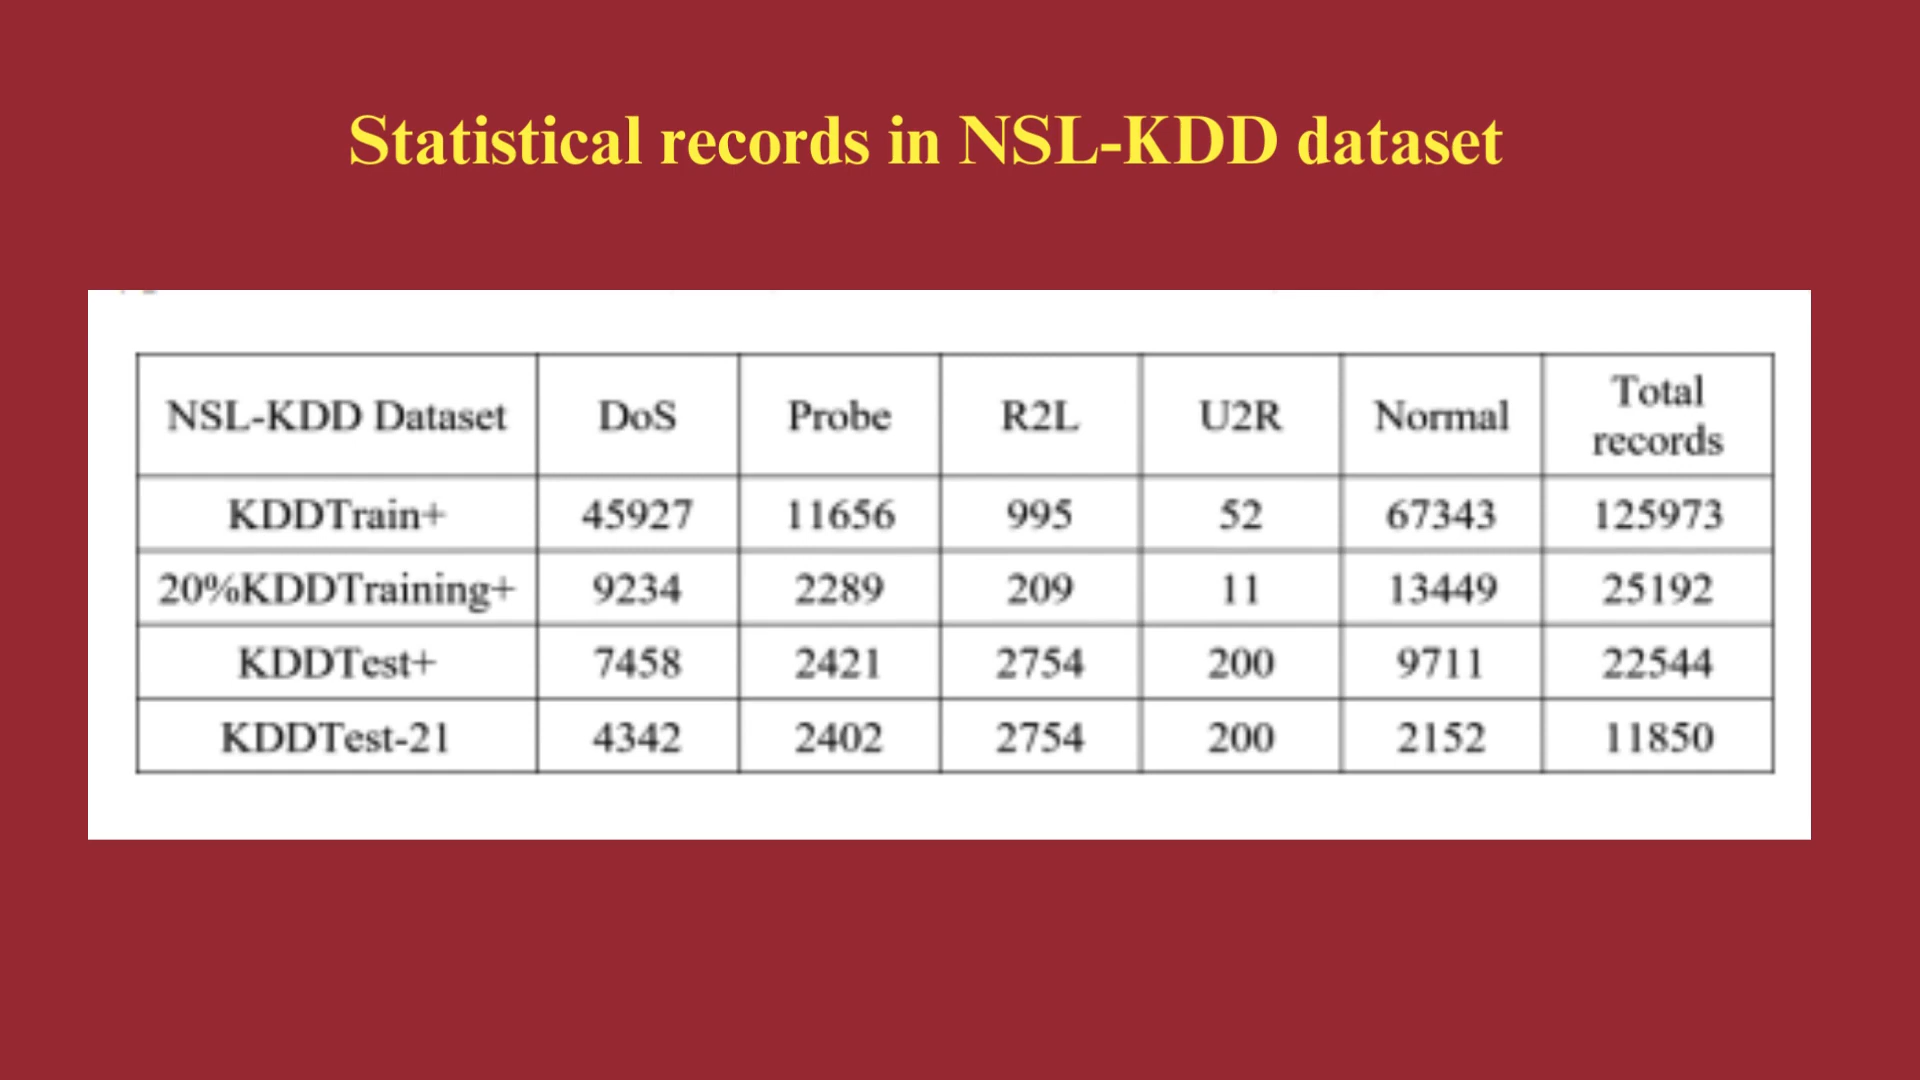 Statistical records in NSL-KDD dataset
NSL-KDD Dataset DoS Probe R2L U2R Normal Total records
KDDTrain+ 45927 11656 995 52 67343 125973
20%KDDTraining+ 9234 2289 209 11 13449 25192
KDDTest+ 7458 2421 2754 200 9711 22544
KDDTest-21 4342 2402 2754 200 2152 11850